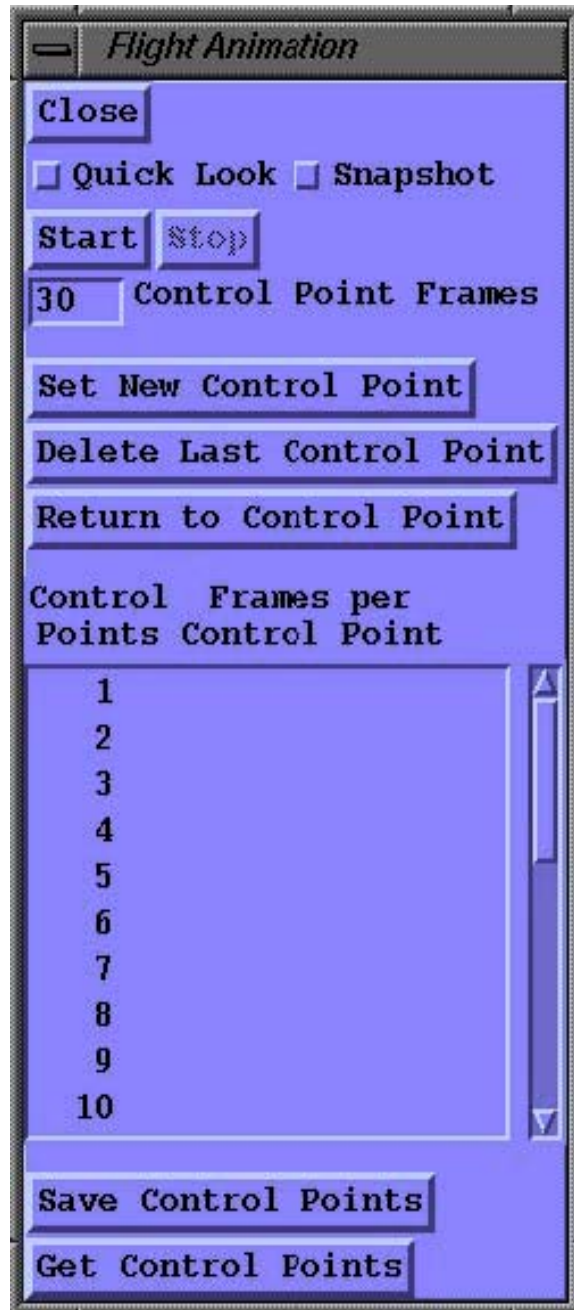 Flight Animation
Close
Quick Look Snapshot
Start Stop
30 Control Point Frames
Set New Control Point
Delete Last Control Point
Return to Control Point
Control Frames per
Points Control Point
1
2
3
4
5
6
7
8
9
10
Save Control Points
Get Control Points